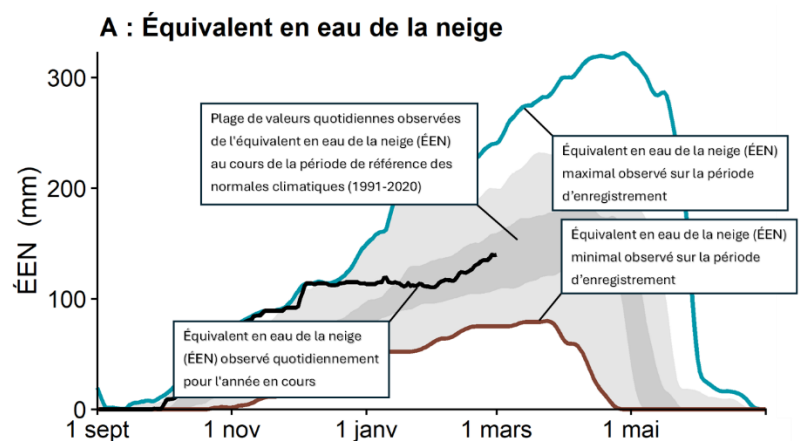 A : Équivalent en eau de la neige
ÉEN (mm)
300
200
100
0
Plage de valeurs quotidiennes observées
de l'équivalent en eau de la neige (ÉEN)
au cours de la période de référence des
normales climatiques (1991-2020)
Équivalent en eau de la neige (ÉEN)
maximal observé sur la période
d'enregistrement
Équivalent en eau de la neige (ÉEN)
minimal observé sur la période
d'enregistrement
Équivalent en eau de la neige
(ÉEN) observé quotidiennement
pour l'année en cours
1 sept 1 nov 1 janv 1 mars 1 mai